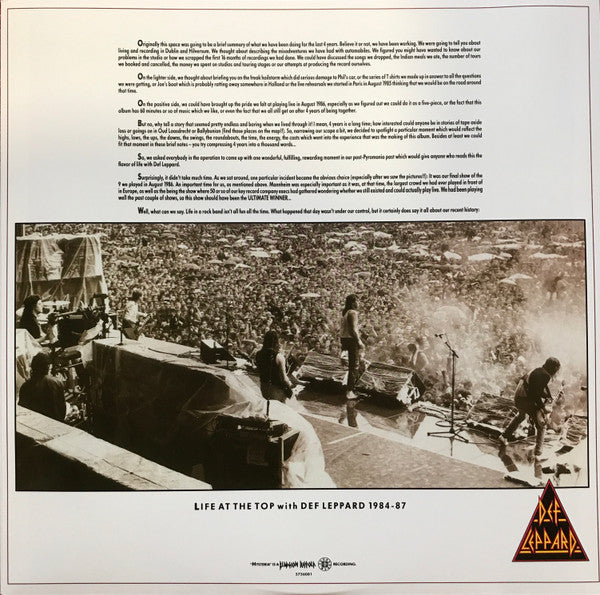 Originally this space was going to be a brief summary of what we have been doing for the last 4 years. Believe it or not, we have been working. We were going to tell you about
living and recording in Dublin and Hilversum. We thought about describing the misadventures we have had with automobiles. We figured you might have wanted to know about our
problems in the studio or how we scrapped the first 16 months of recordings we had done. We could have discussed the songs we dropped, the Indian meals we ate, the number of tours
we booked and cancelled, the money we spent on studios and touring stages or our attempts at producing the record ourselves.
On the lighter side, we thought about briefing you on the freak hailstorm which did serious damage to Phil's car, or the series of T shirts we made up in answer to all the questions
we were getting, or Joe's boat which is probably rotting away somewhere in Holland or the live rehearsals we started in Paris in August 1985 thinking that we would be on the road around
that time.
On the positive side, we could have brought up the pride we felt at playing live in August 1986, especially as we figured out we could do it as a five-piece, or the fact that this
album has 60 minutes or so of music which we like, or even the fact that we all still get on after 4 years of being together.
But no, why tell a story that seemed pretty endless and boring when we lived through it! I mean, 4 years is a long time; how interested could anyone be in stories of tape oxide
loss or goings on in Oud Loosdrecht or Ballybunion (find those places on the map!!). So, narrowing our scope a bit, we decided to spotlight a particular moment which would reflect the
highs, lows, the ups, the downs, the swings, the roundabouts, the time, the energy, the costs which went into the experience that was the making of this album. Besides at least we could
fit that moment in these brief notes – you try compressing 4 years into a thousand words...
So, we asked everybody in the operation to come up with one wonderful, fulfilling, rewarding moment in our post-Pyromania past which would give anyone who reads this the
flavor of life with Def Leppard.
Surprisingly, it didn't take much time. As we sat around, one particular incident became the obvious choice (especially after we saw the pictures!!): It was our final show of the
9 we played in August 1986. An important time for us, as mentioned above. Mannheim was especially important as it was, at that time, the largest crowd we had ever played in front of
in Europe, as well as the being the show where 50 or so of our key record company execs had gathered wondering whether we still existed and could actually play live. We had been playing
well the past couple of shows, so this show should have been the ULTIMATE WINNER...
Well, what can we say. Life in a rock band isn't all fun all the time. What happened that day wasn't under our control, but it certainly does say it all about our recent history:
LIFE AT THE TOP with DEF LEPPARD 1984-87
DEF
LEPPARD
"HYSTERIA" IS A BLUDGEON RIFFOLA RECORDING.
5736081